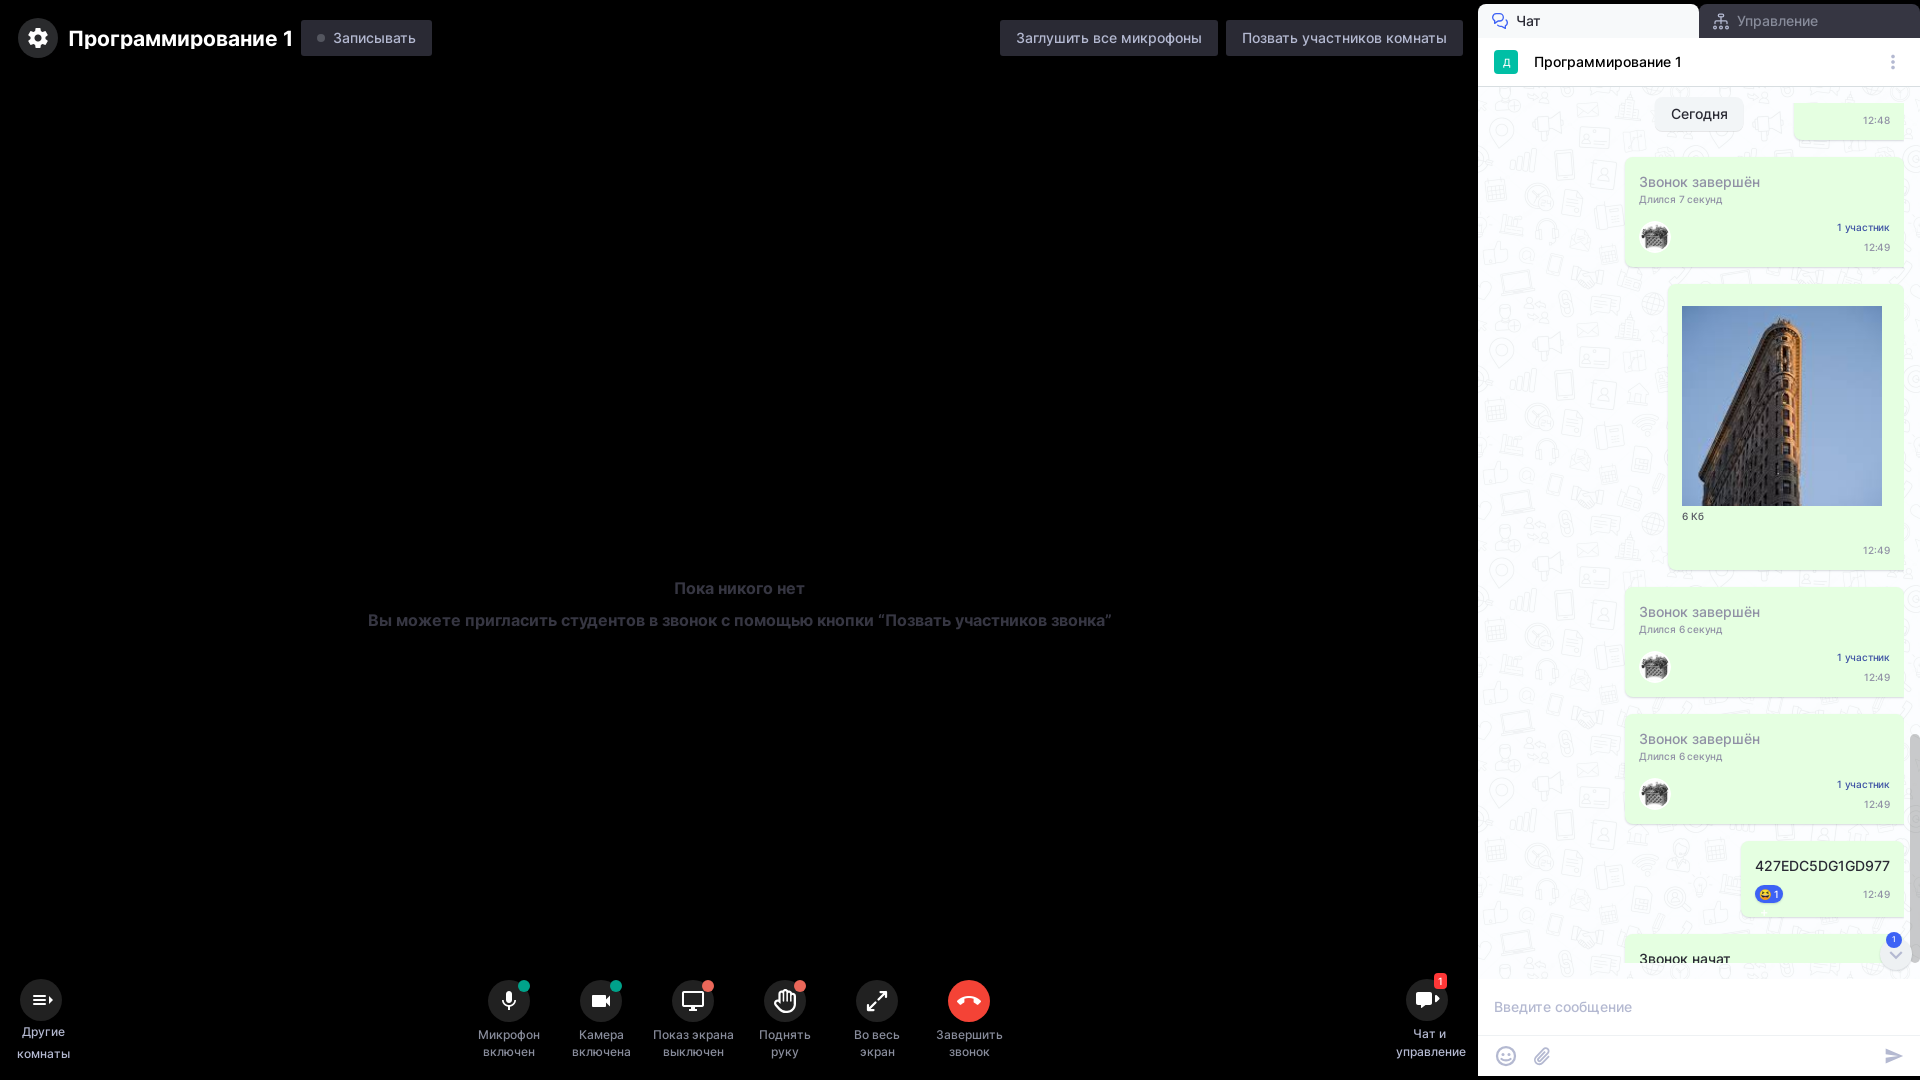 Программирование 1
Записывать
Заглушить все микрофоны
Позвать участников комнаты
Пока никого нет
Вы можете пригласить студентов в звонок с помощью кнопки “Позвать участников звонка”
Другие
комнаты
Микрофон
включен
Камера
включена
Показ экрана
выключен
Поднять
руку
Во весь
экран
Завершить
звонок
1
Чат и
управление
Чат
Управление
Д
Программирование 1
Сегодня
12:48
Звонок завершён
Длился 7 секунд
1 участник
12:49
6 Кб
12:49
Звонок завершён
Длился 6 секунд
1 участник
12:49
Звонок завершён
Длился 6 секунд
1 участник
12:49
427EDC5DG1GD977
😆 1
12:49
Звонок начат
1
Введите сообщение